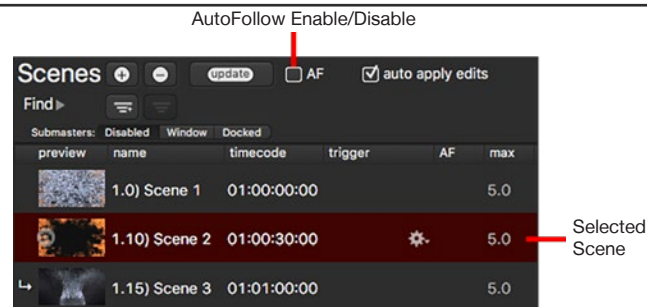 AutoFollow Enable/Disable
Scenes update AF auto apply edits
Find
Submasters: Disabled Window Docked
preview name timecode trigger AF max
1.0) Scene 1 01:00:00:00 5.0
1.10) Scene 2 01:00:30:00 5.0
Selected
Scene
1.15) Scene 3 01:01:00:00 5.0